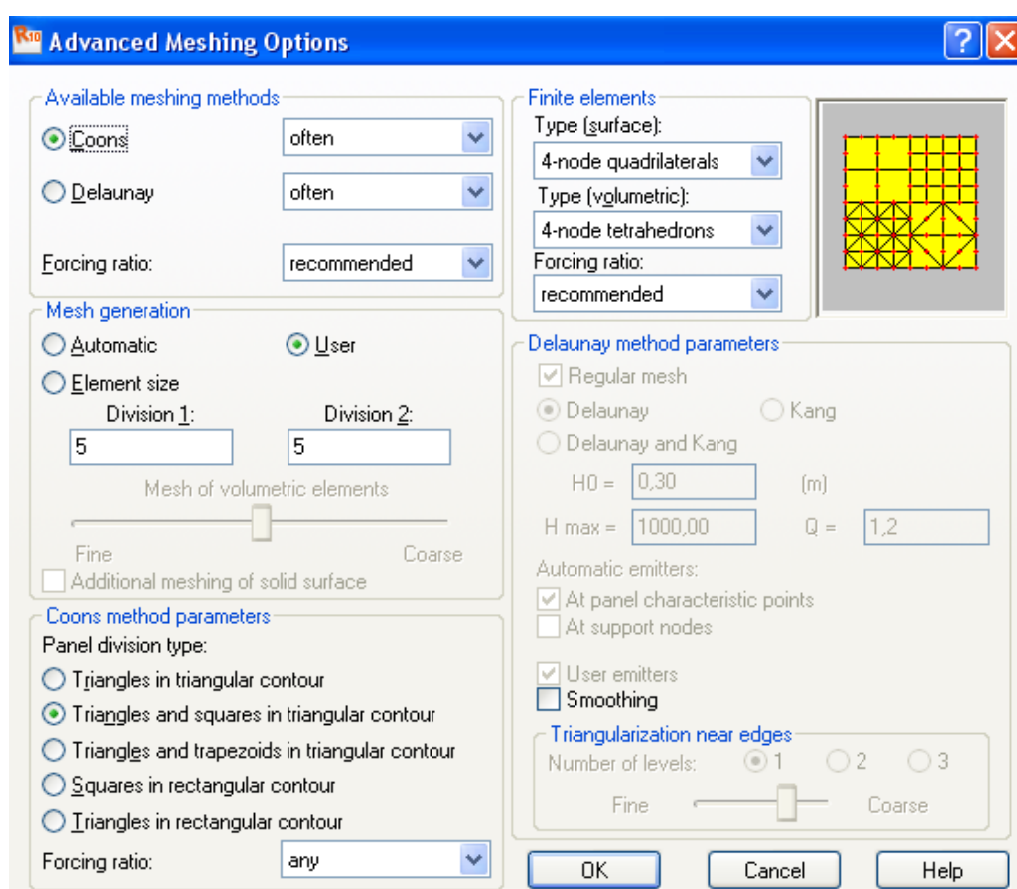 R10 Advanced Meshing Options
Available meshing methods
Coons often
Delaunay often
Forcing ratio: recommended
Mesh generation
Automatic User
Element size
Division 1: Division 2:
5 5
Mesh of volumetric elements
Fine Coarse
Additional meshing of solid surface
Coons method parameters
Panel division type:
Triangles in triangular contour
Triangles and squares in triangular contour
Triangles and trapezoids in triangular contour
Squares in rectangular contour
Triangles in rectangular contour
Forcing ratio: any
Finite elements
Type (surface):
4-node quadrilaterals
Type (volumetric):
4-node tetrahedrons
Forcing ratio:
recommended
Delaunay method parameters
Regular mesh
Delaunay Kang
Delaunay and Kang
H0 = 0,30 (m)
H max = 1000,00 Q = 1,2
Automatic emitters:
At panel characteristic points
At support nodes
User emitters
Smoothing
Triangularization near edges
Number of levels: 1 2 3
Fine Coarse
OK Cancel Help